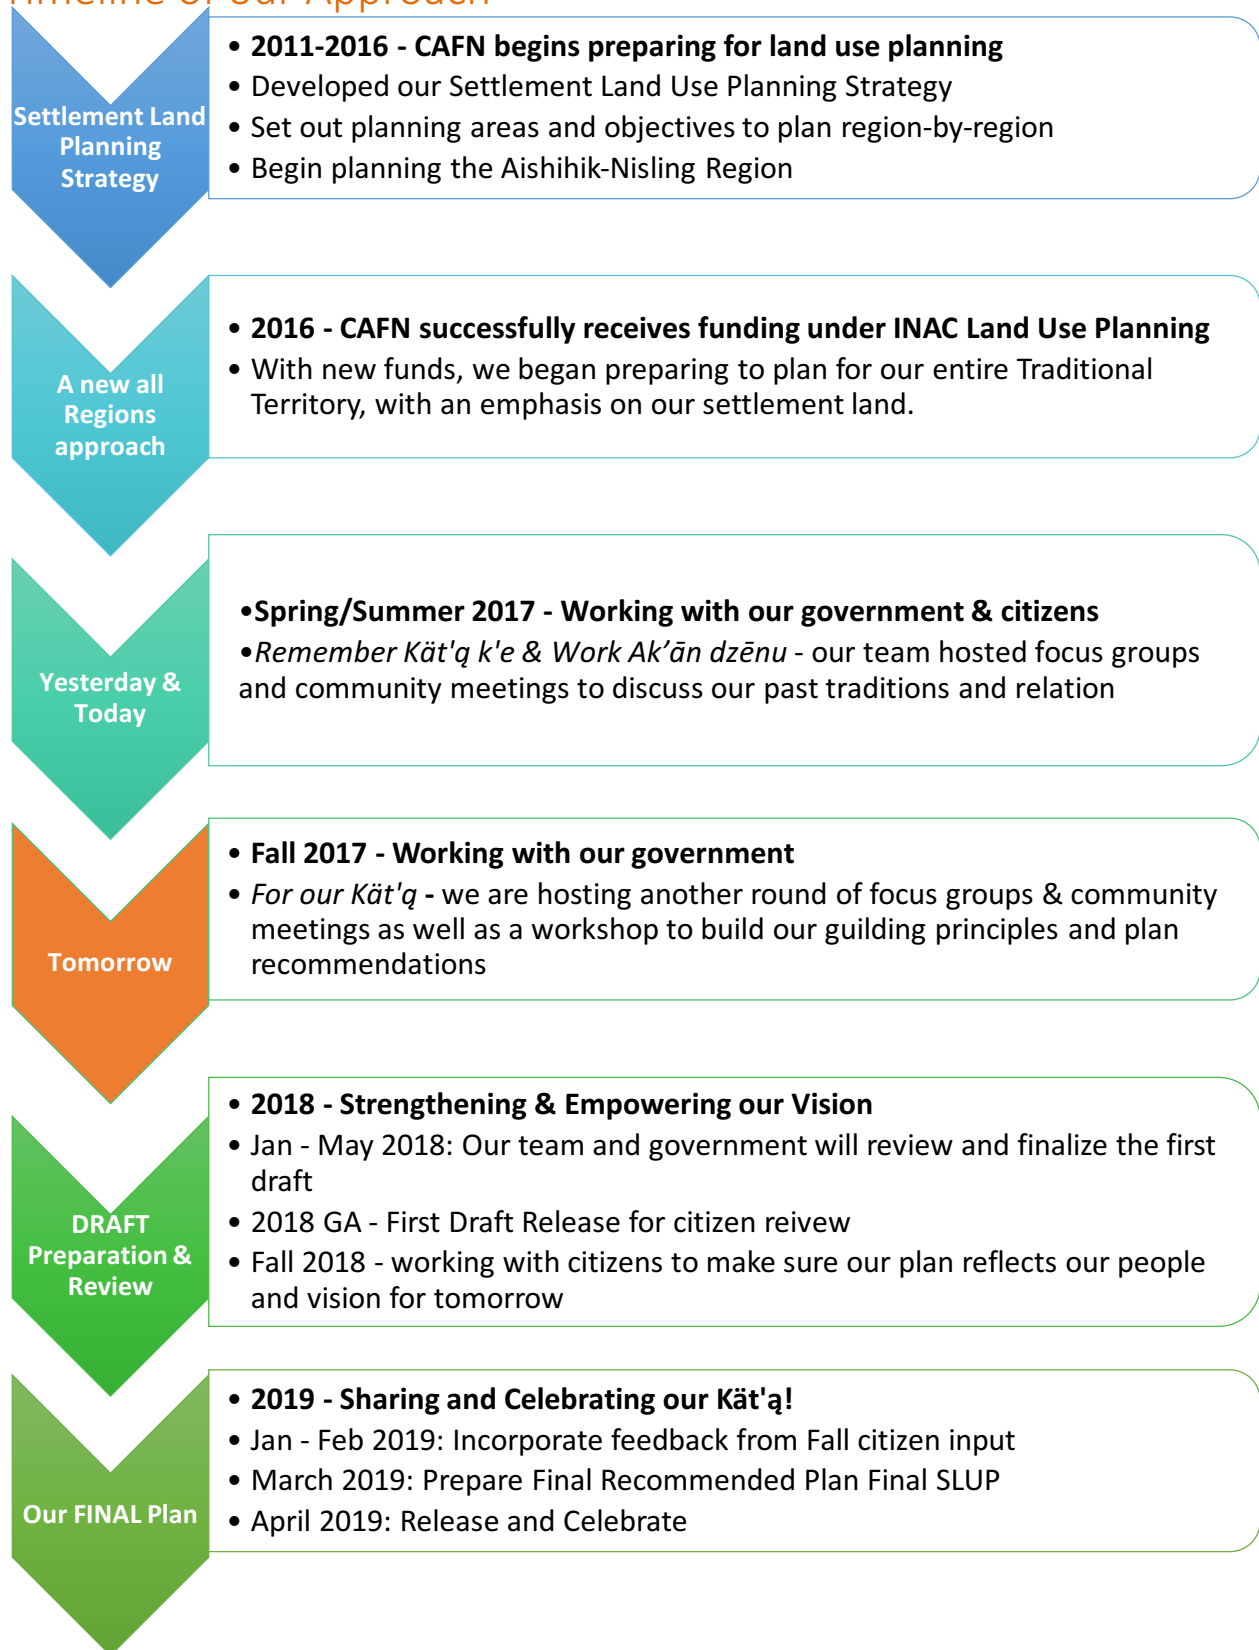 Timeline of our Approach
Settlement Land
Planning
Strategy
• 2011-2016 - CAFN begins preparing for land use planning
• Developed our Settlement Land Use Planning Strategy
• Set out planning areas and objectives to plan region-by-region
• Begin planning the Aishihik-Nisling Region
A new all
Regions
approach
• 2016 - CAFN successfully receives funding under INAC Land Use Planning
• With new funds, we began preparing to plan for our entire Traditional
Territory, with an emphasis on our settlement land.
Yesterday &
Today
•Spring/Summer 2017 - Working with our government & citizens
•Remember Kät'ą k'e & Work Ak’ān dzēnu - our team hosted focus groups
and community meetings to discuss our past traditions and relation
Tomorrow
• Fall 2017 - Working with our government
• For our Kät'ą - we are hosting another round of focus groups & community
meetings as well as a workshop to build our guilding principles and plan
recommendations
DRAFT
Preparation &
Review
• 2018 - Strengthening & Empowering our Vision
• Jan - May 2018: Our team and government will review and finalize the first
draft
• 2018 GA - First Draft Release for citizen reivew
• Fall 2018 - working with citizens to make sure our plan reflects our people
and vision for tomorrow
Our FINAL Plan
• 2019 - Sharing and Celebrating our Kät'ą!
• Jan - Feb 2019: Incorporate feedback from Fall citizen input
• March 2019: Prepare Final Recommended Plan Final SLUP
• April 2019: Release and Celebrate